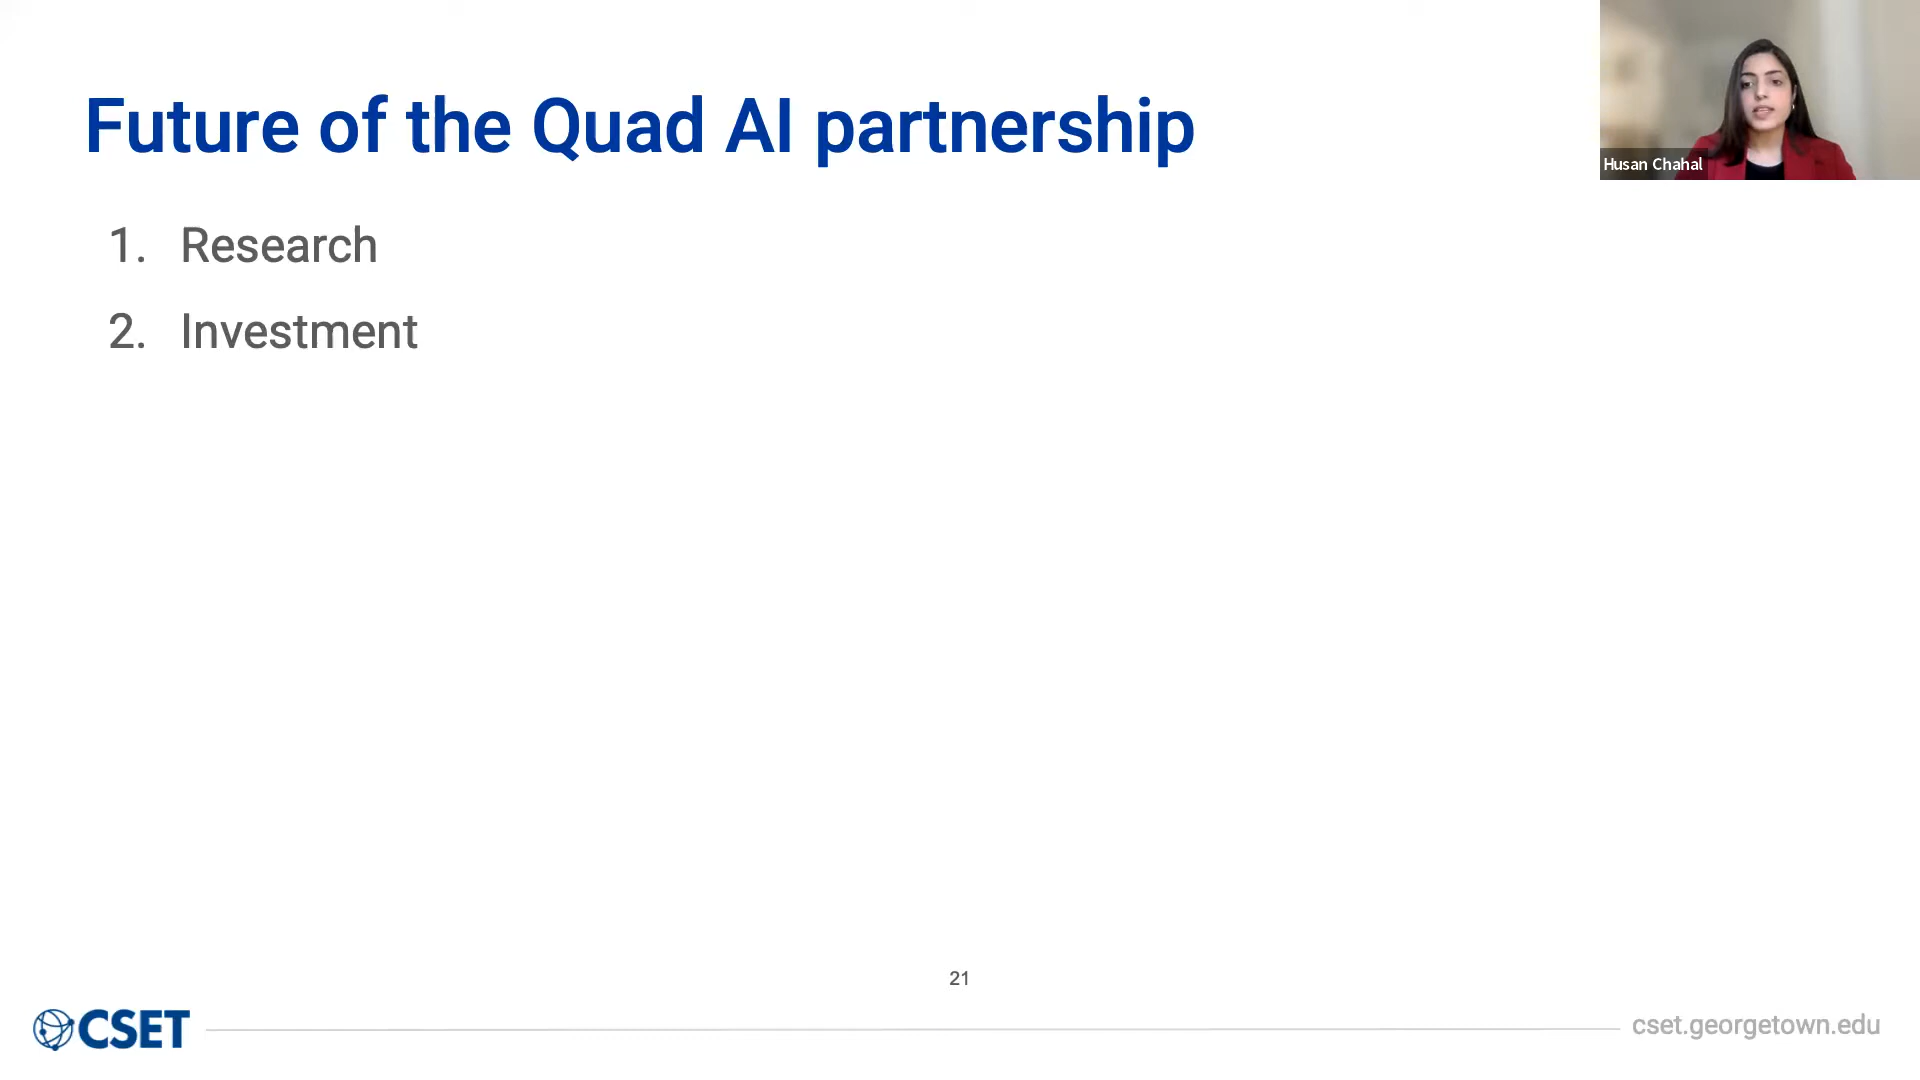 Future of the Quad AI partnership
Husan Chahal
1. Research
2. Investment
21
CSET
cset.georgetown.edu